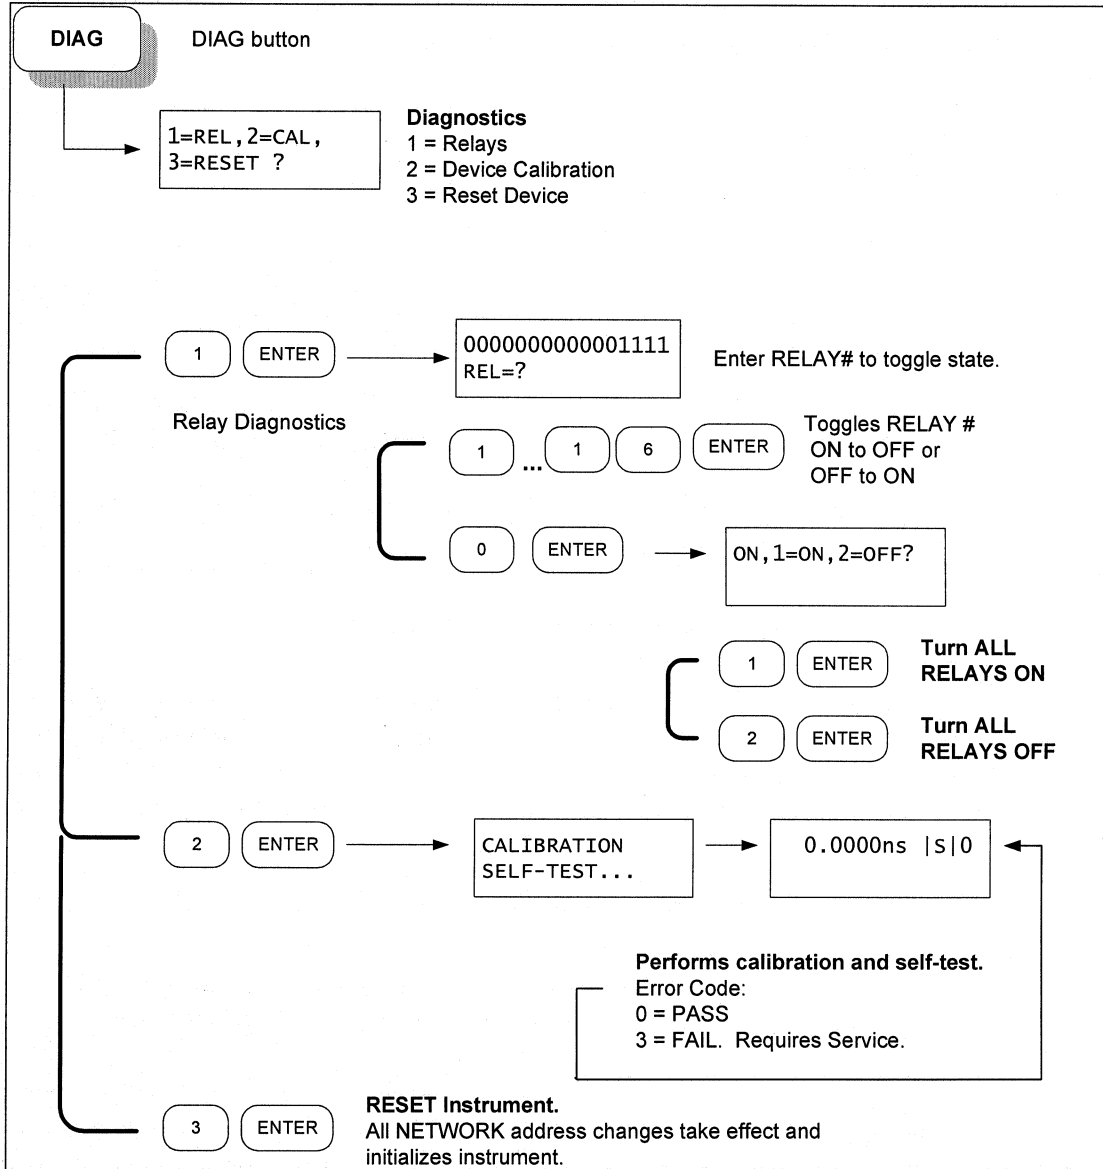 DIAG
DIAG button
1=REL,2=CAL,
3=RESET ?
Diagnostics
1 = Relays
2 = Device Calibration
3 = Reset Device
1
ENTER
0000000000001111
REL=?
Enter RELAY# to toggle state.
Relay Diagnostics
1
...
1
6
ENTER
Toggles RELAY #
ON to OFF or
OFF to ON
0
ENTER
ON,1=ON,2=OFF?
1
ENTER
Turn ALL
RELAYS ON
2
ENTER
Turn ALL
RELAYS OFF
2
ENTER
CALIBRATION
SELF-TEST...
0.0000ns |S|0
Performs calibration and self-test.
Error Code:
0 = PASS
3 = FAIL. Requires Service.
3
ENTER
RESET Instrument.
All NETWORK address changes take effect and
initializes instrument.